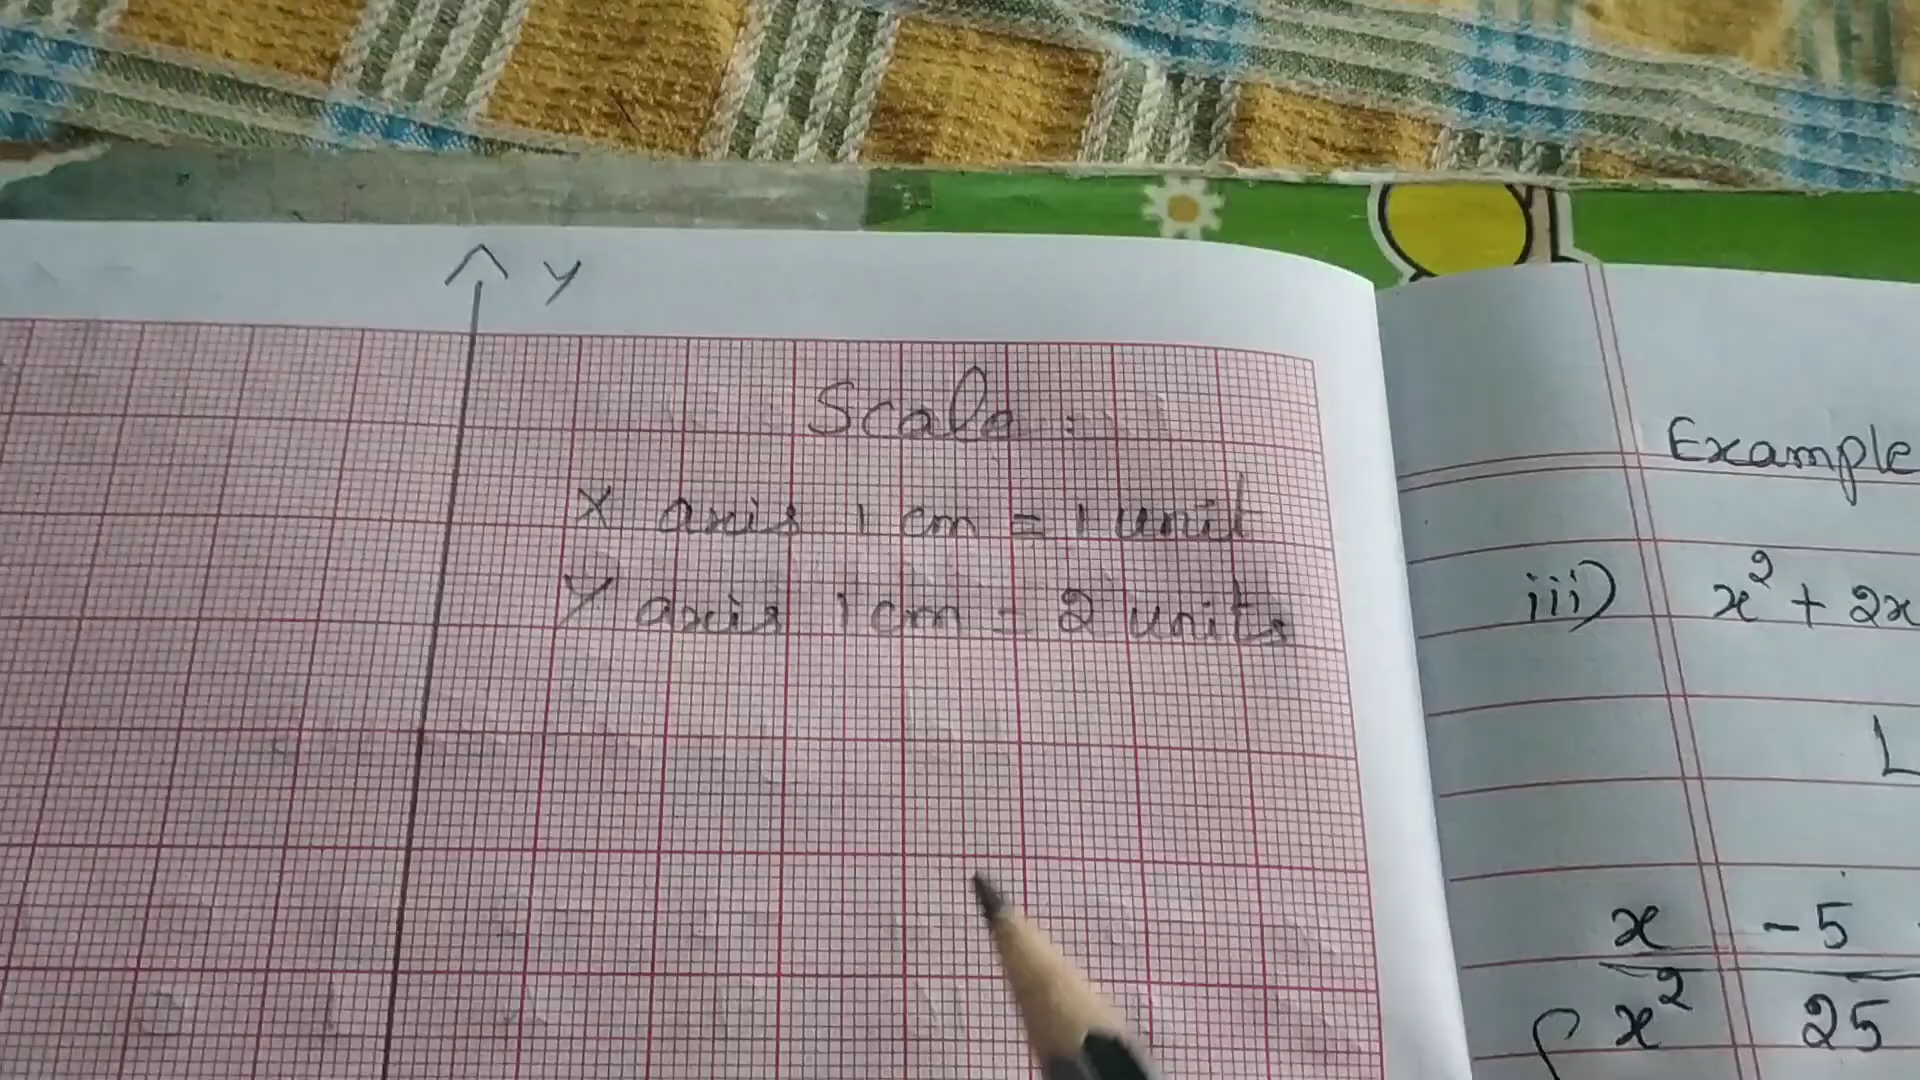 Y
Scale :
X axis 1 cm = 1 unit
Y axis 1 cm = 2 units
Example
iii) x² + 2x
L
x -5
x² 25